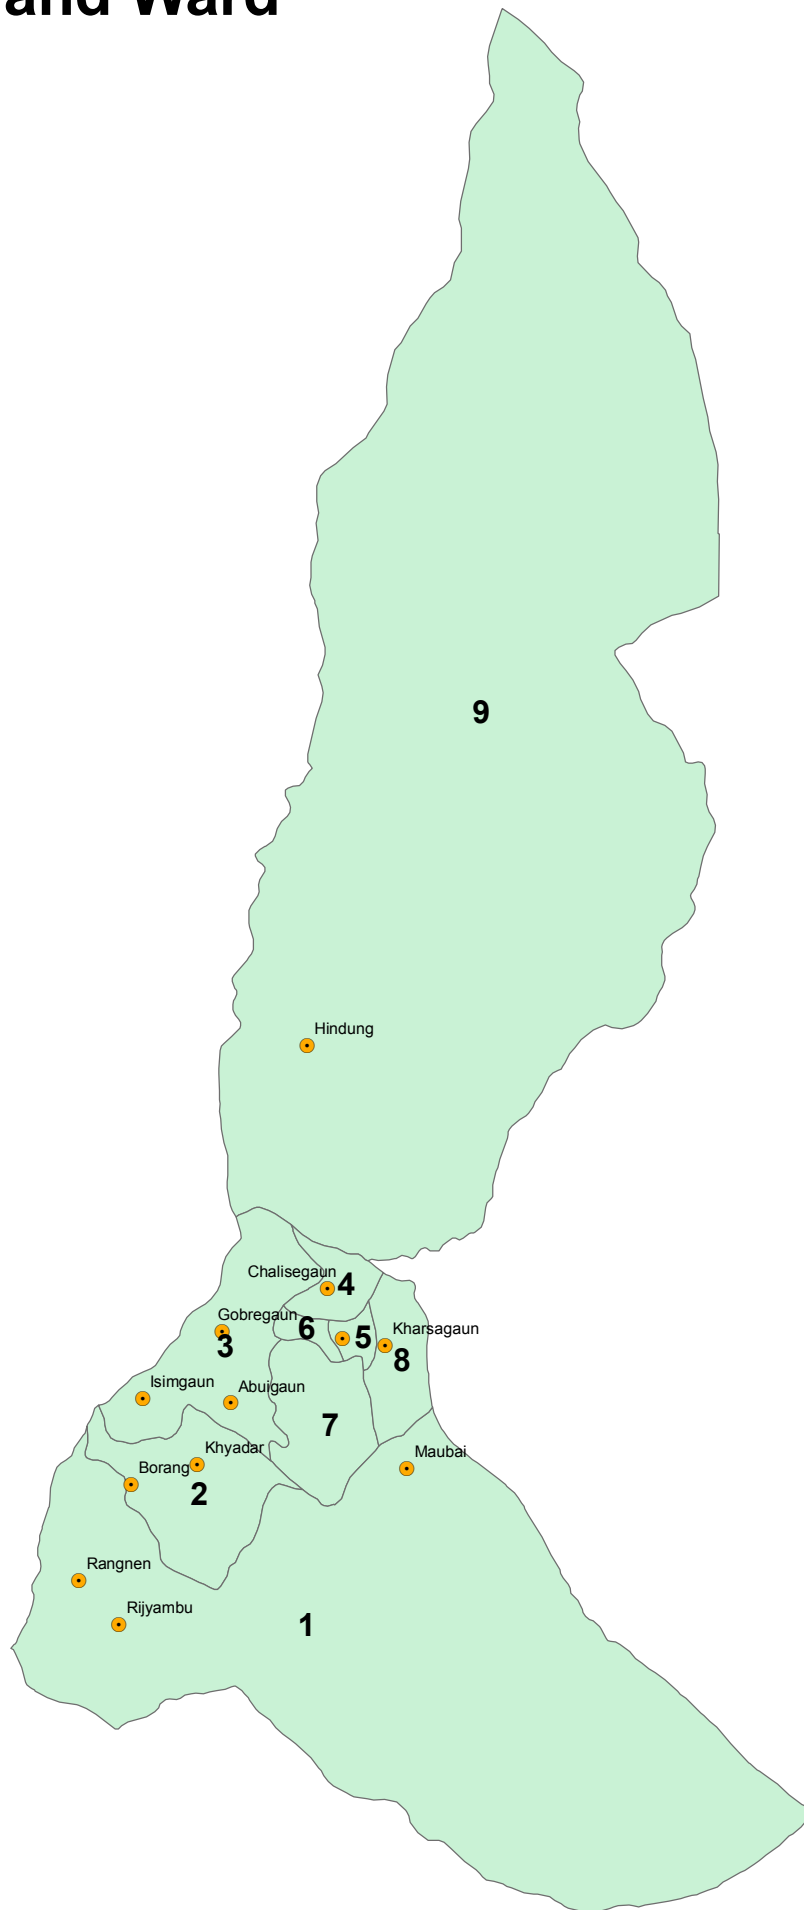 and Ward
9
Hindung
Chalisegaun
4
Gobregaun
6
5
Kharsagaun
3
8
Isimgaun
Abuigaun
7
Khyadar
Maubai
Borang
2
Rangnen
Rijyambu
1